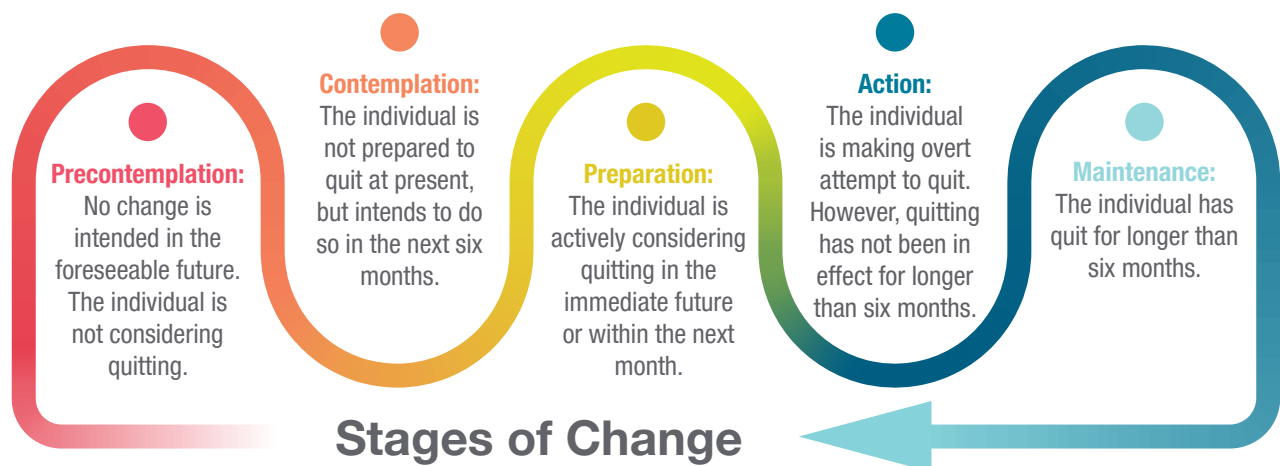 Precontemplation:
No change is
intended in the
foreseeable future.
The individual is
not considering
quitting.
Contemplation:
The individual is
not prepared to
quit at present,
but intends to do
so in the next six
months.
Preparation:
The individual is
actively considering
quitting in the
immediate future
or within the next
month.
Action:
The individual
is making overt
attempt to quit.
However, quitting
has not been in
effect for longer
than six months.
Maintenance:
The individual has
quit for longer than
six months.
Stages of Change